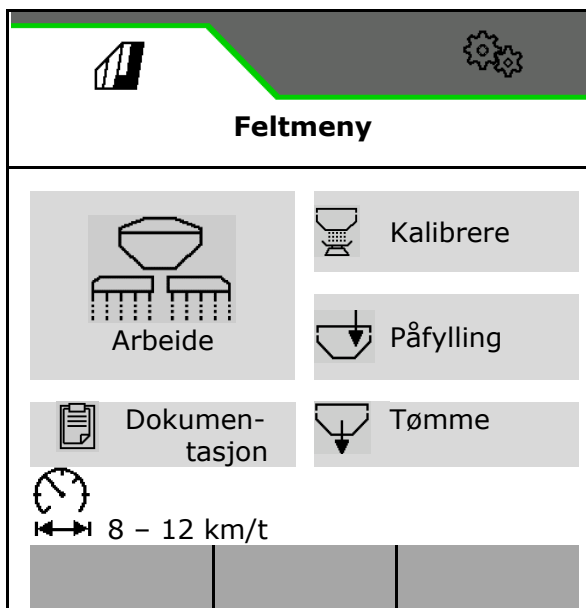 Feltmeny
Arbeide
Kalibrere
Påfylling
Dokumen-
tasjon
Tømme
8 – 12 km/t